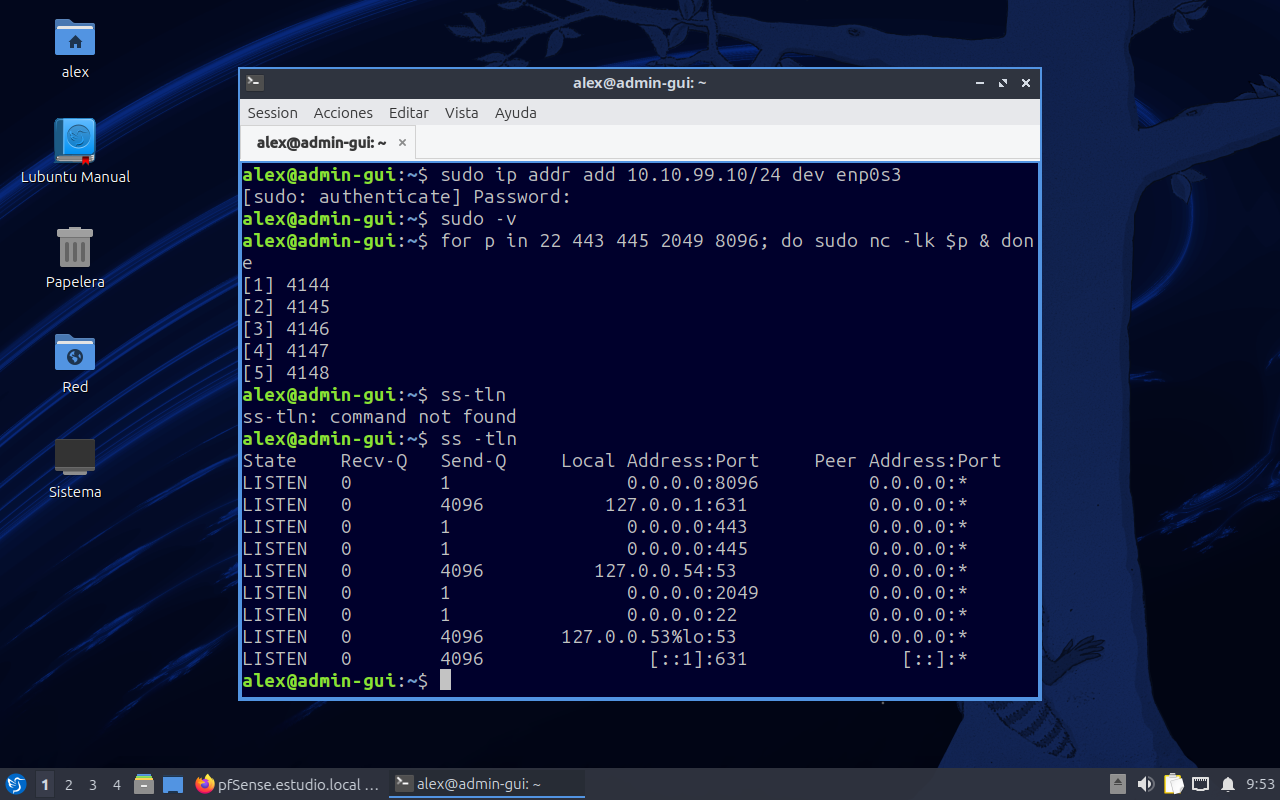 alex
Lubuntu Manual
Papelera
Red
Sistema
alex@admin-gui: ~
Session Acciones Editar Vista Ayuda
alex@admin-gui: ~ ×
alex@admin-gui:~$ sudo ip addr add 10.10.99.10/24 dev enp0s3
[sudo: authenticate] Password:
alex@admin-gui:~$ sudo -v
alex@admin-gui:~$ for p in 22 443 445 2049 8096; do sudo nc -lk $p & don
e
[1] 4144
[2] 4145
[3] 4146
[4] 4147
[5] 4148
alex@admin-gui:~$ ss-tln
ss-tln: command not found
alex@admin-gui:~$ ss -tln
State Recv-Q Send-Q Local Address:Port Peer Address:Port
LISTEN 0 1 0.0.0.0:8096 0.0.0.0:*
LISTEN 0 4096 127.0.0.1:631 0.0.0.0:*
LISTEN 0 1 0.0.0.0:443 0.0.0.0:*
LISTEN 0 1 0.0.0.0:445 0.0.0.0:*
LISTEN 0 4096 127.0.0.54:53 0.0.0.0:*
LISTEN 0 1 0.0.0.0:2049 0.0.0.0:*
LISTEN 0 1 0.0.0.0:22 0.0.0.0:*
LISTEN 0 4096 127.0.0.53%lo:53 0.0.0.0:*
LISTEN 0 4096 [::1]:631 [::]:*
alex@admin-gui:~$
1 2 3 4 pfSense.estudio.local ... alex@admin-gui: ~ 9:53